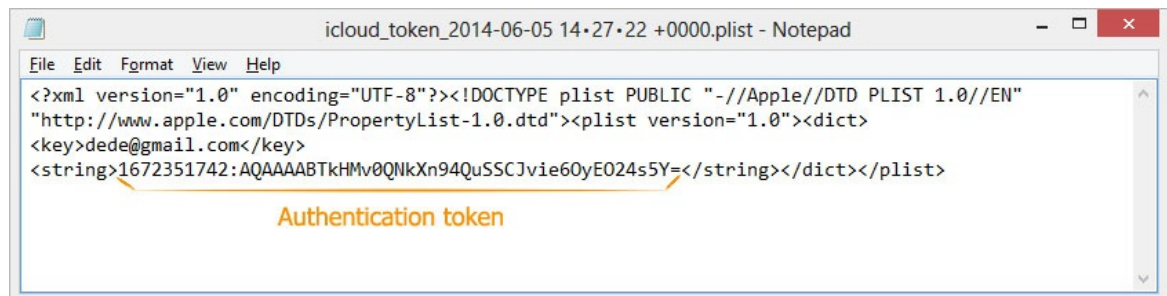 icloud_token_2014-06-05 14•27•22 +0000.plist - Notepad
File Edit Format View Help
<?xml version="1.0" encoding="UTF-8"?><!DOCTYPE plist PUBLIC "-//Apple//DTD PLIST 1.0//EN"
"http://www.apple.com/DTDs/PropertyList-1.0.dtd"><plist version="1.0"><dict>
<key>dede@gmail.com</key>
<string>1672351742:AQAAAABTkHMv0QNkXn94QuSSCJvie6OyEO24s5Y=</string></dict></plist>
Authentication token